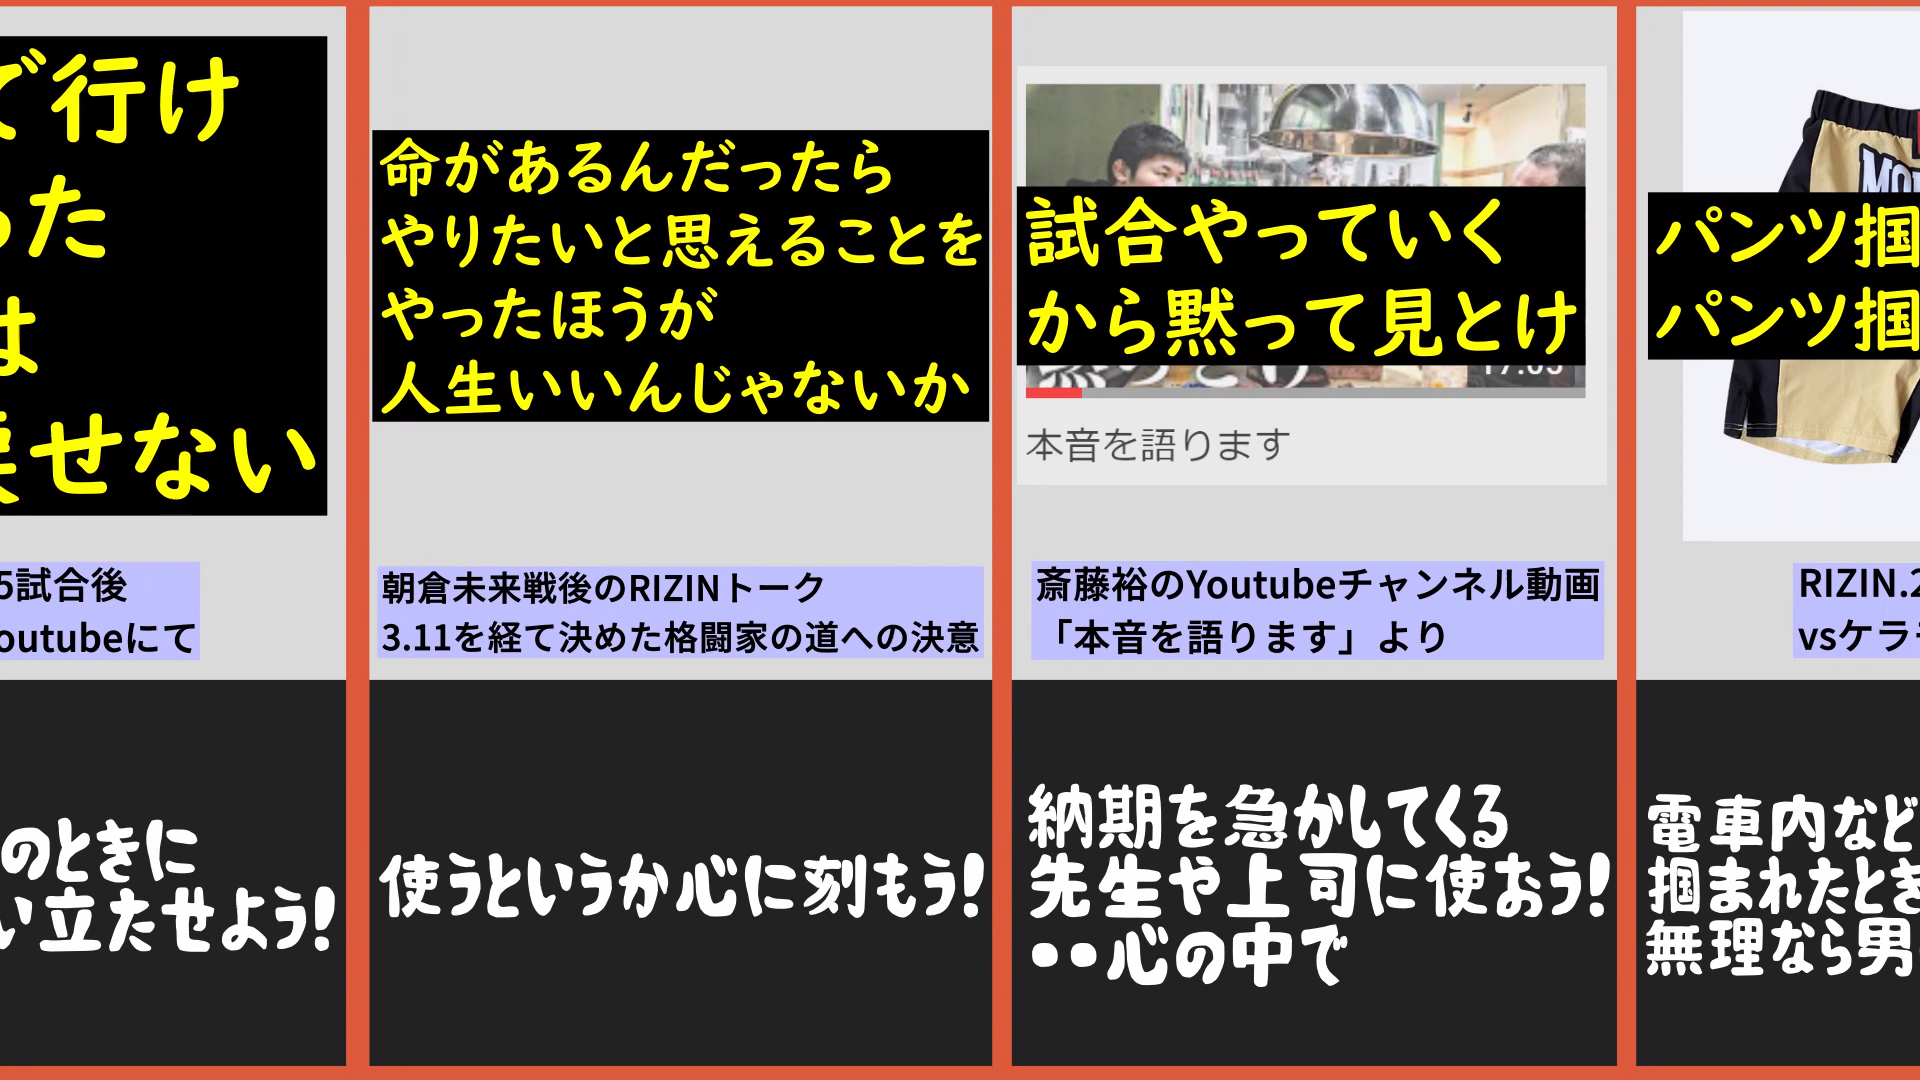 で行け
った
は
戻せない
5試合後
outubeにて
のときに
い立たせよう!
命があるんだったら
やりたいと思えることを
やったほうが
人生いいんじゃないか
朝倉未来戦後のRIZINトーク
3.11を経て決めた格闘家の道への決意
使うというか心に刻もう!
試合やっていく
から黙って見とけ
17:05
本音を語ります
斎藤裕のYoutubeチャンネル動画
「本音を語ります」より
納期を急かしてくる
先生や上司に使おう!
••心の中で
MO
パンツ掴
パンツ掴
RIZIN.2
vsケラ
電車内など
掴まれたとき
無理なら男